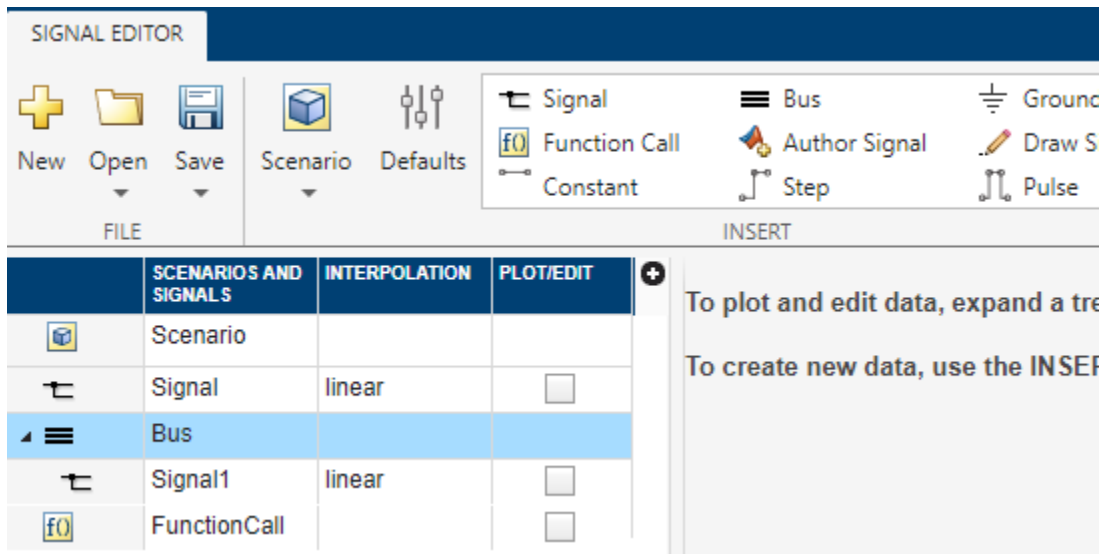 SIGNAL EDITOR
Signal Bus Ground
f() Function Call Author Signal Draw S
New Open Save Scenario Defaults
Constant Step Pulse
FILE INSERT
SCENARIOS AND SIGNALS INTERPOLATION PLOT/EDIT
To plot and edit data, expand a tre
Scenario
To create new data, use the INSER
Signal linear
Bus
Signal1 linear
f() FunctionCall